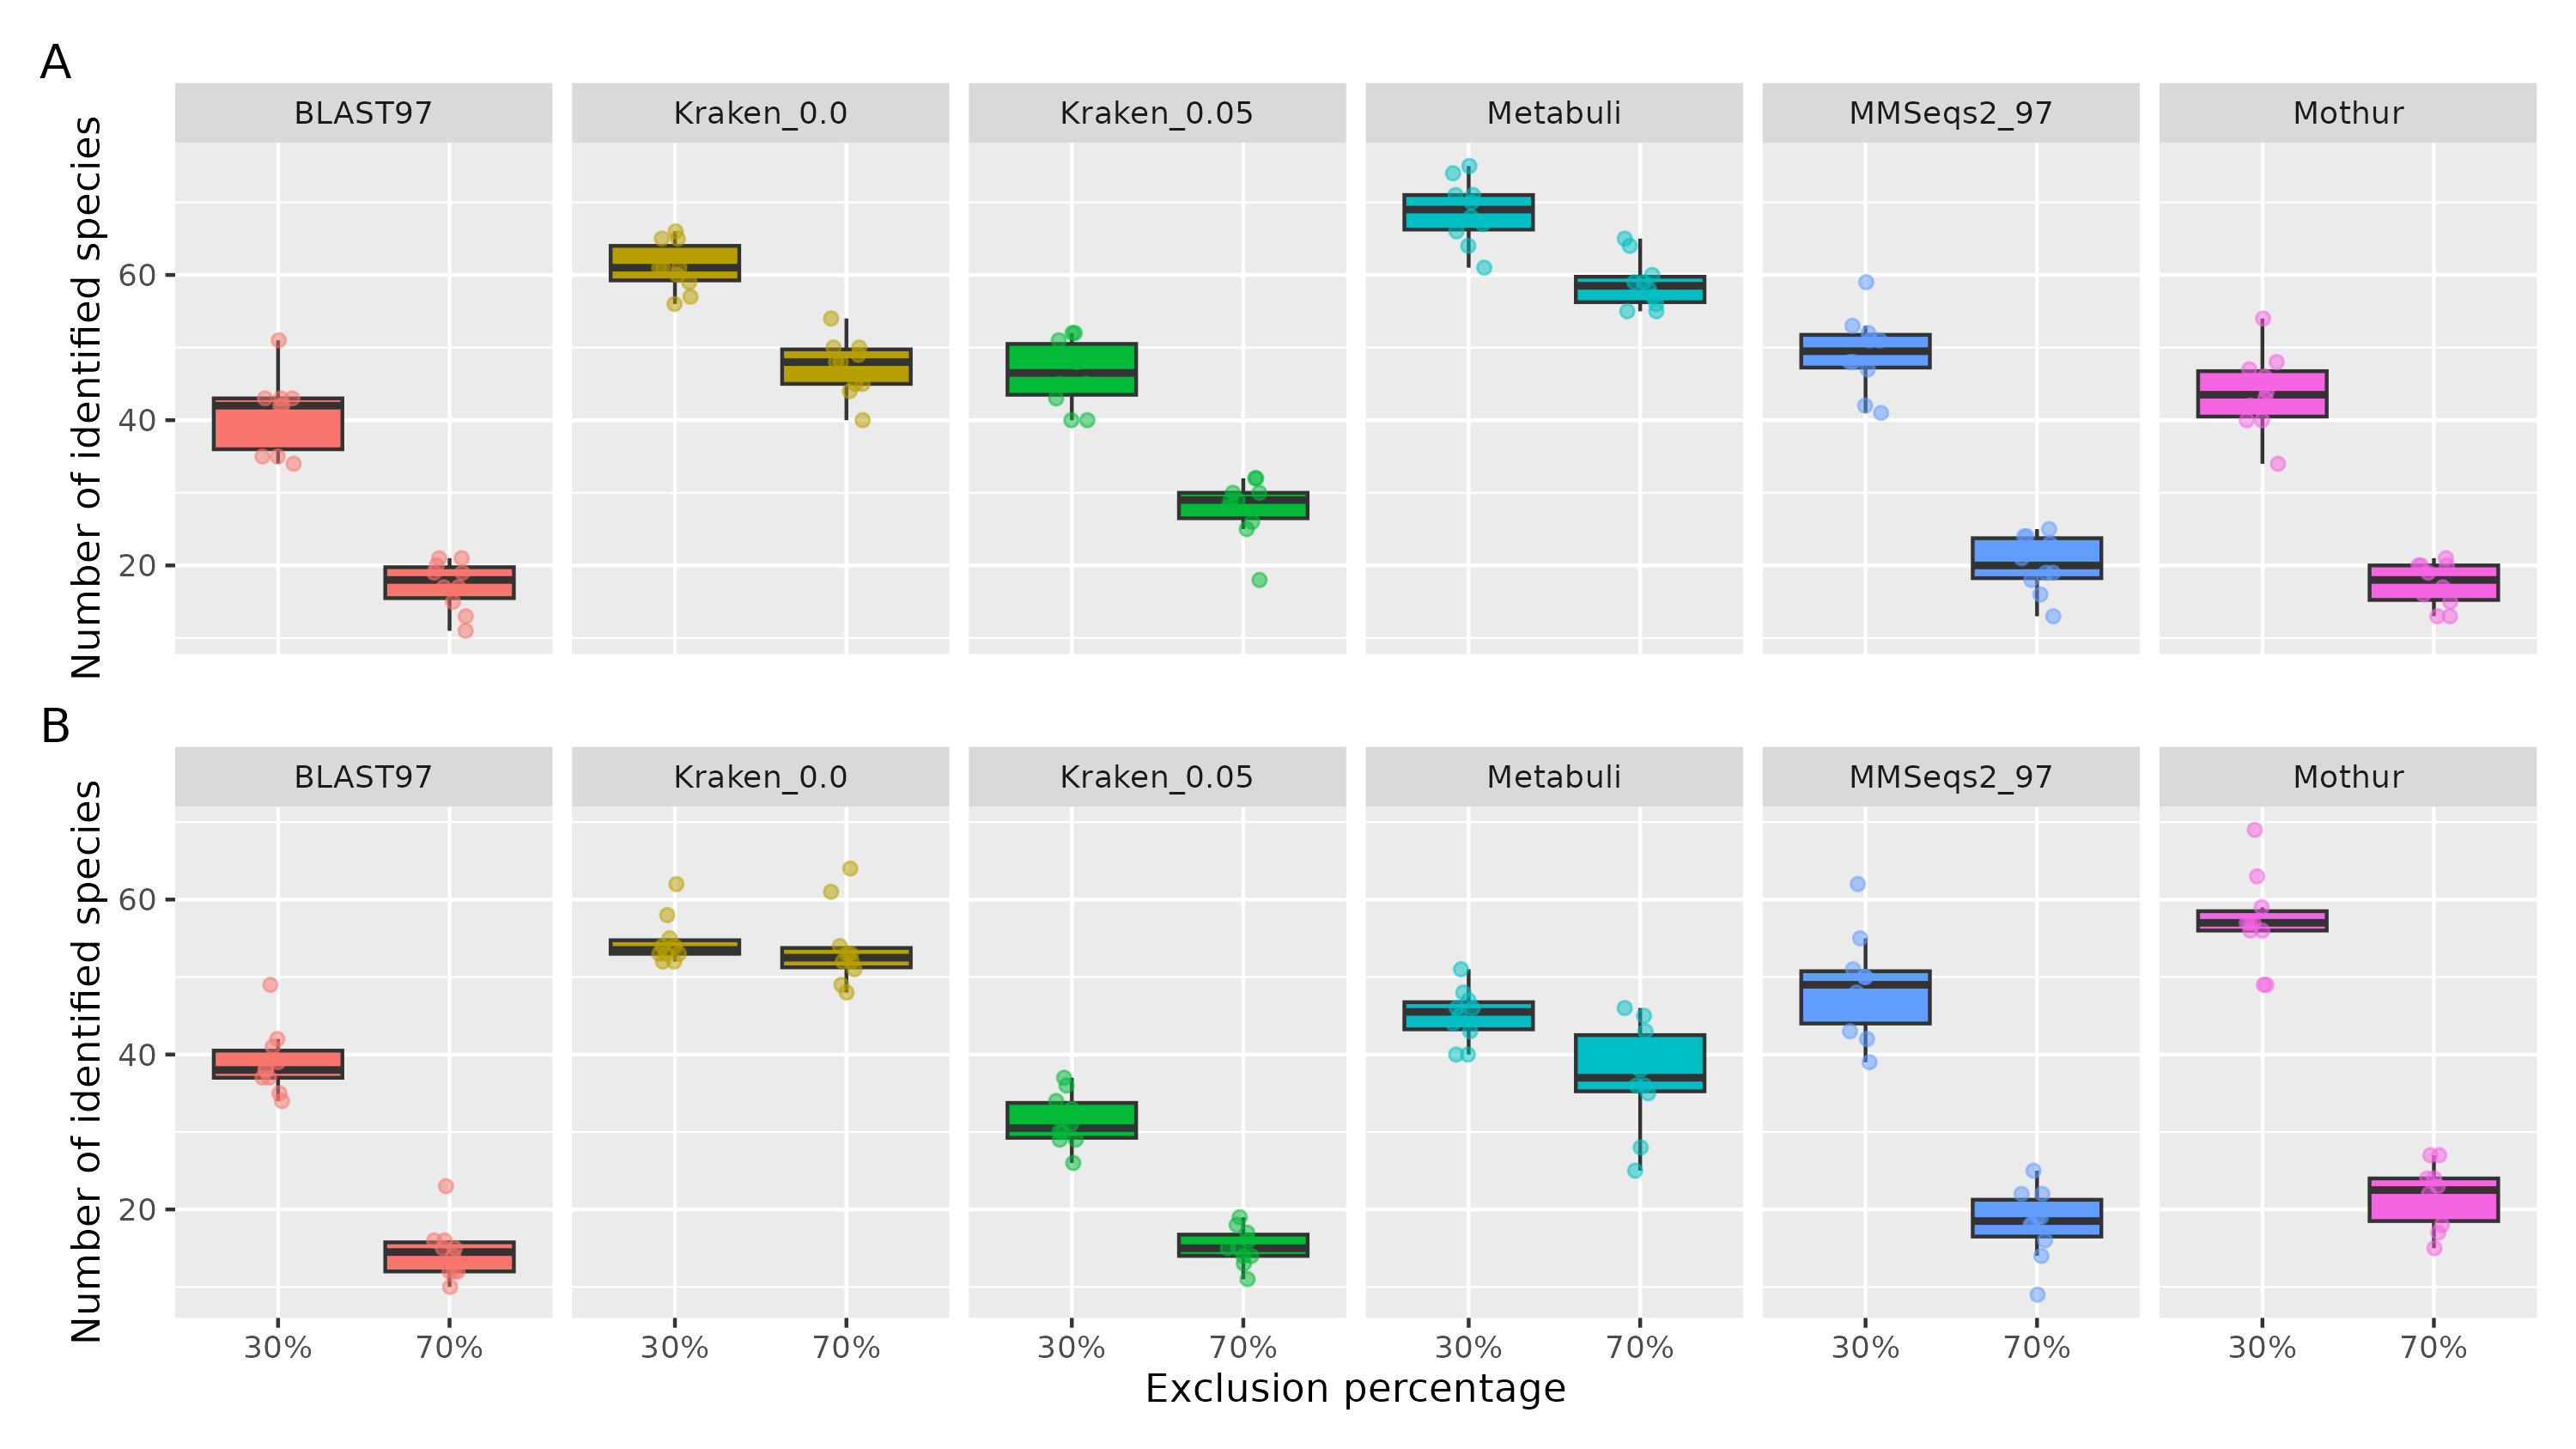 A
BLAST97 Kraken_0.0 Kraken_0.05 Metabuli MMSeqs2_97 Mothur
Number of identified species
60
40
20
B
BLAST97 Kraken_0.0 Kraken_0.05 Metabuli MMSeqs2_97 Mothur
Number of identified species
60
40
20
30% 70% 30% 70% 30% 70% 30% 70% 30% 70% 30% 70%
Exclusion percentage